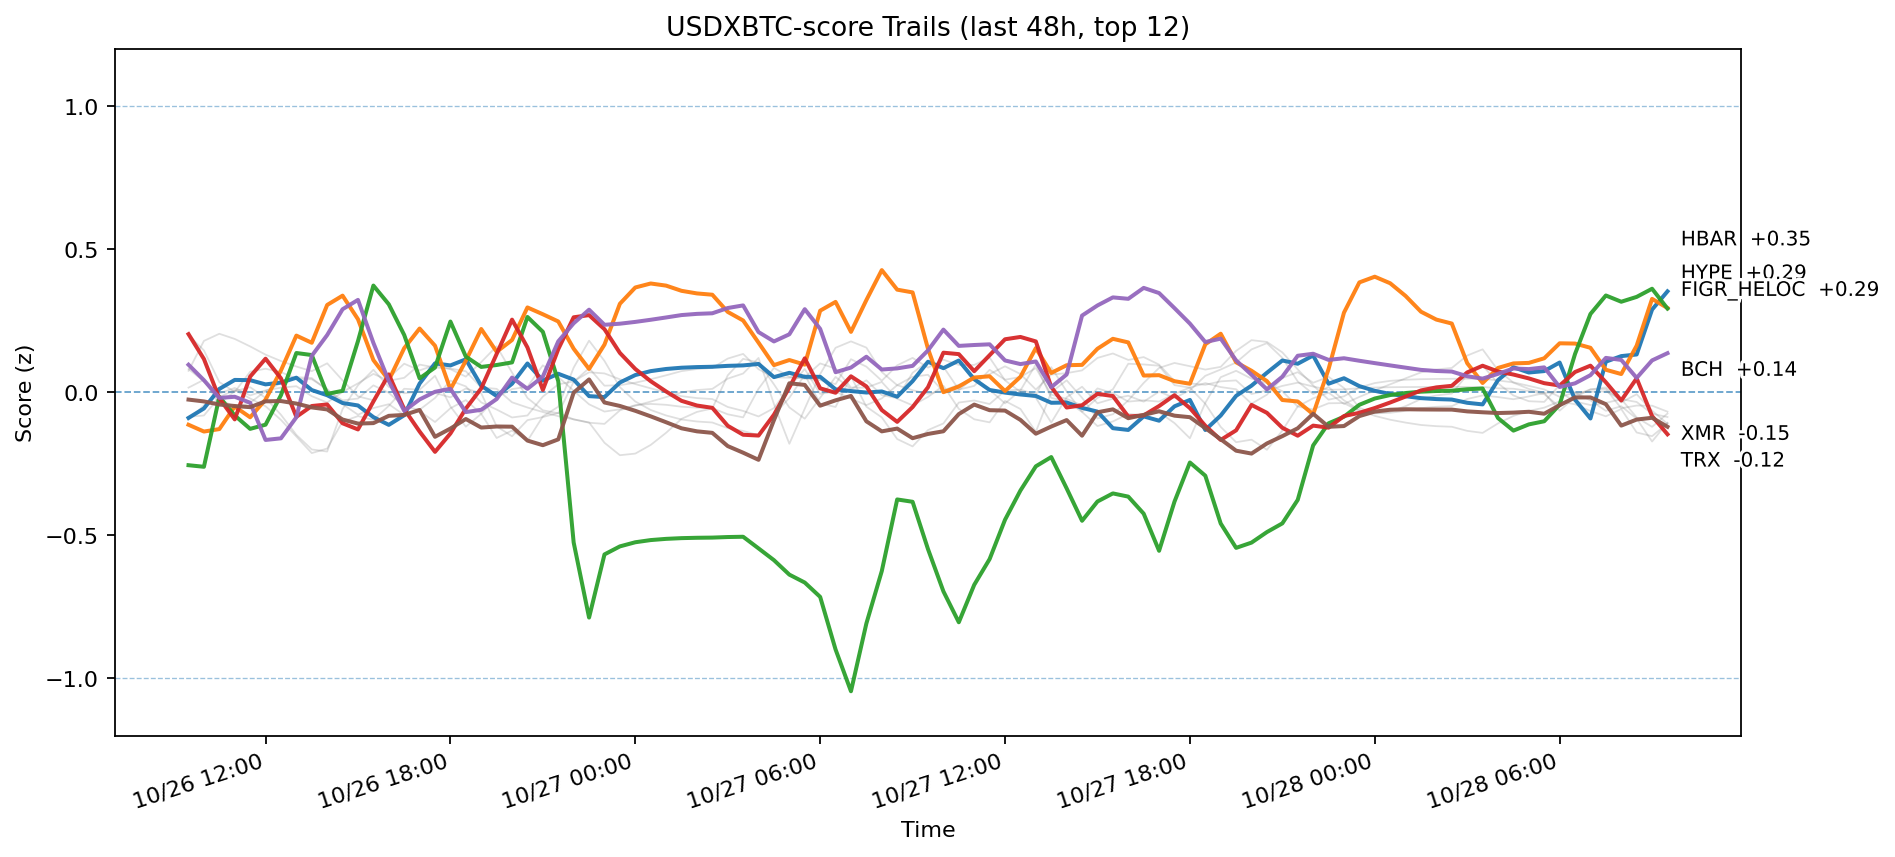 USDXBTC-score Trails (last 48h, top 12)
Score (z)
1.0
0.5
0.0
−0.5
−1.0
HBAR +0.35
HYPE +0.29
FIGR_HELOC +0.29
BCH +0.14
XMR -0.15
TRX -0.12
10/26 12:00
10/26 18:00
10/27 00:00
10/27 06:00
10/27 12:00
10/27 18:00
10/28 00:00
10/28 06:00
Time